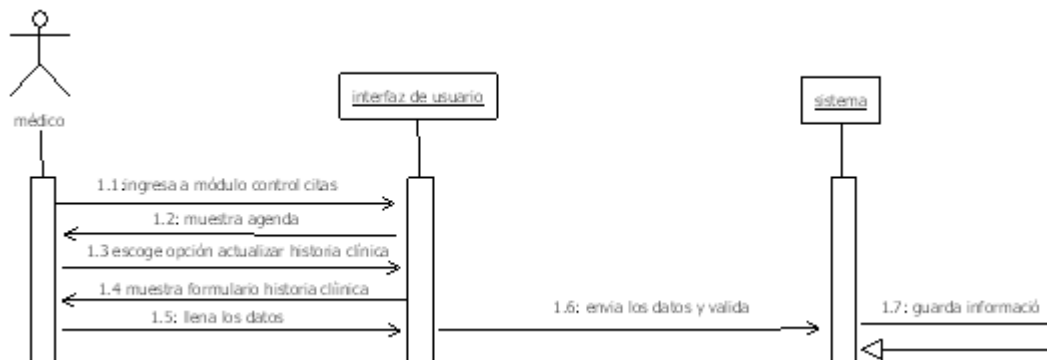 médico
interfaz de usuario
sistema
1.1:ingresa a módulo control citas
1.2: muestra agenda
1.3 escoge opción actualizar historia clínica
1.4 muestra formulario historia clíinica
1.5: llena los datos
1.6: envia los datos y valida
1.7: guarda informació